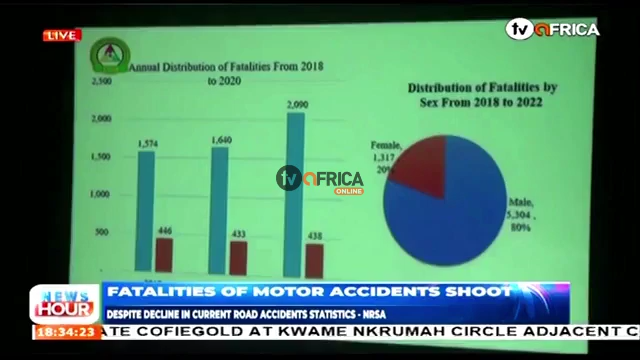 LIVE
tv aFRICA
Annual Distribution of Fatalities From 2018
to 2020
2,500
2,000
1,500
1,000
500
1,574
446
1,640
433
2,090
438
Distribution of Fatalities by
Sex From 2018 to 2022
Female,
1,317
20%
Male,
5,304,
80%
tv aFRICA
ONLINE
NEWS
HOUR
FATALITIES OF MOTOR ACCIDENTS SHOOT
DESPITE DECLINE IN CURRENT ROAD ACCIDENTS STATISTICS - NRSA
18:34:23 ATE COFIEGOLD AT KWAME NKRUMAH CIRCLE ADJACENT C